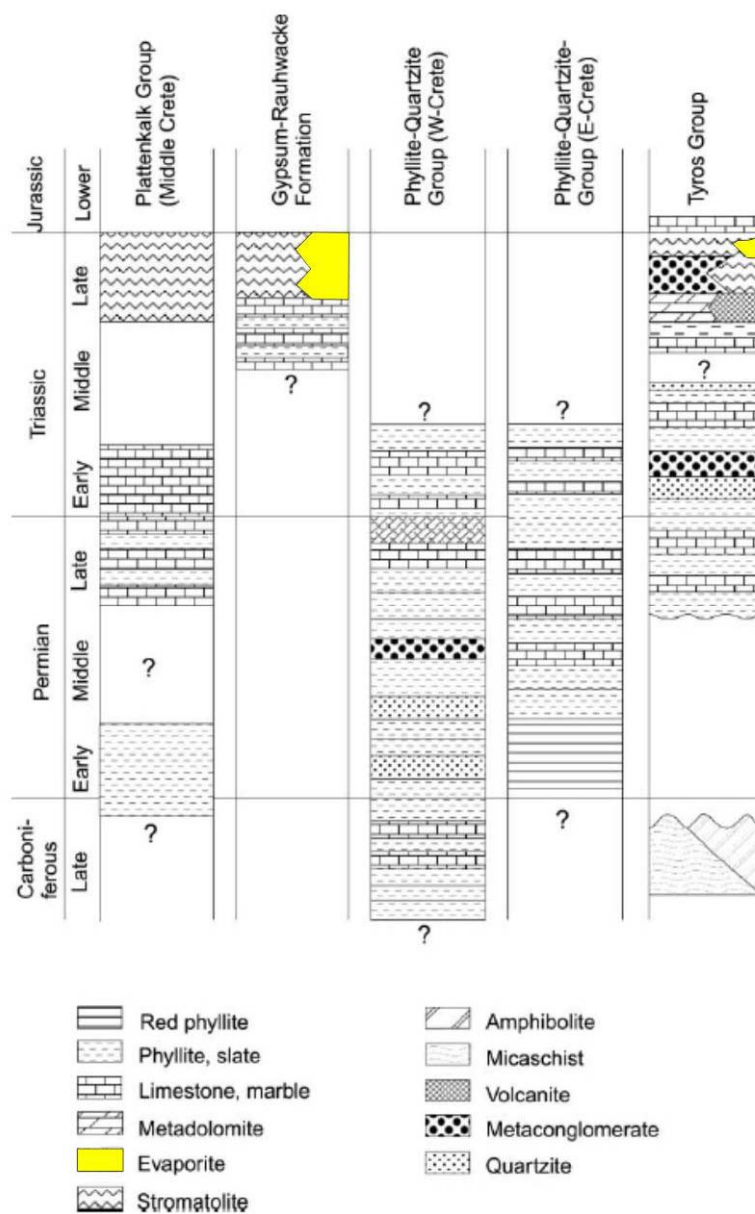 Plattenkalk Group
(Middle Crete)
Gypsum-Rauhwacke
Formation
Phyllite-Quartzite
Group (W-Crete)
Phyllite-Quartzite-
Group (E-Crete)
Tyros Group
Jurassic
Lower
Triassic
Late
Middle
Early
Permian
Late
Middle
Early
Carboni-
ferous
Late
?
?
?
?
?
?
?
?
Red phyllite
Phyllite, slate
Limestone, marble
Metadolomite
Evaporite
Stromatolite
Amphibolite
Micaschist
Volcanite
Metaconglomerate
Quartzite